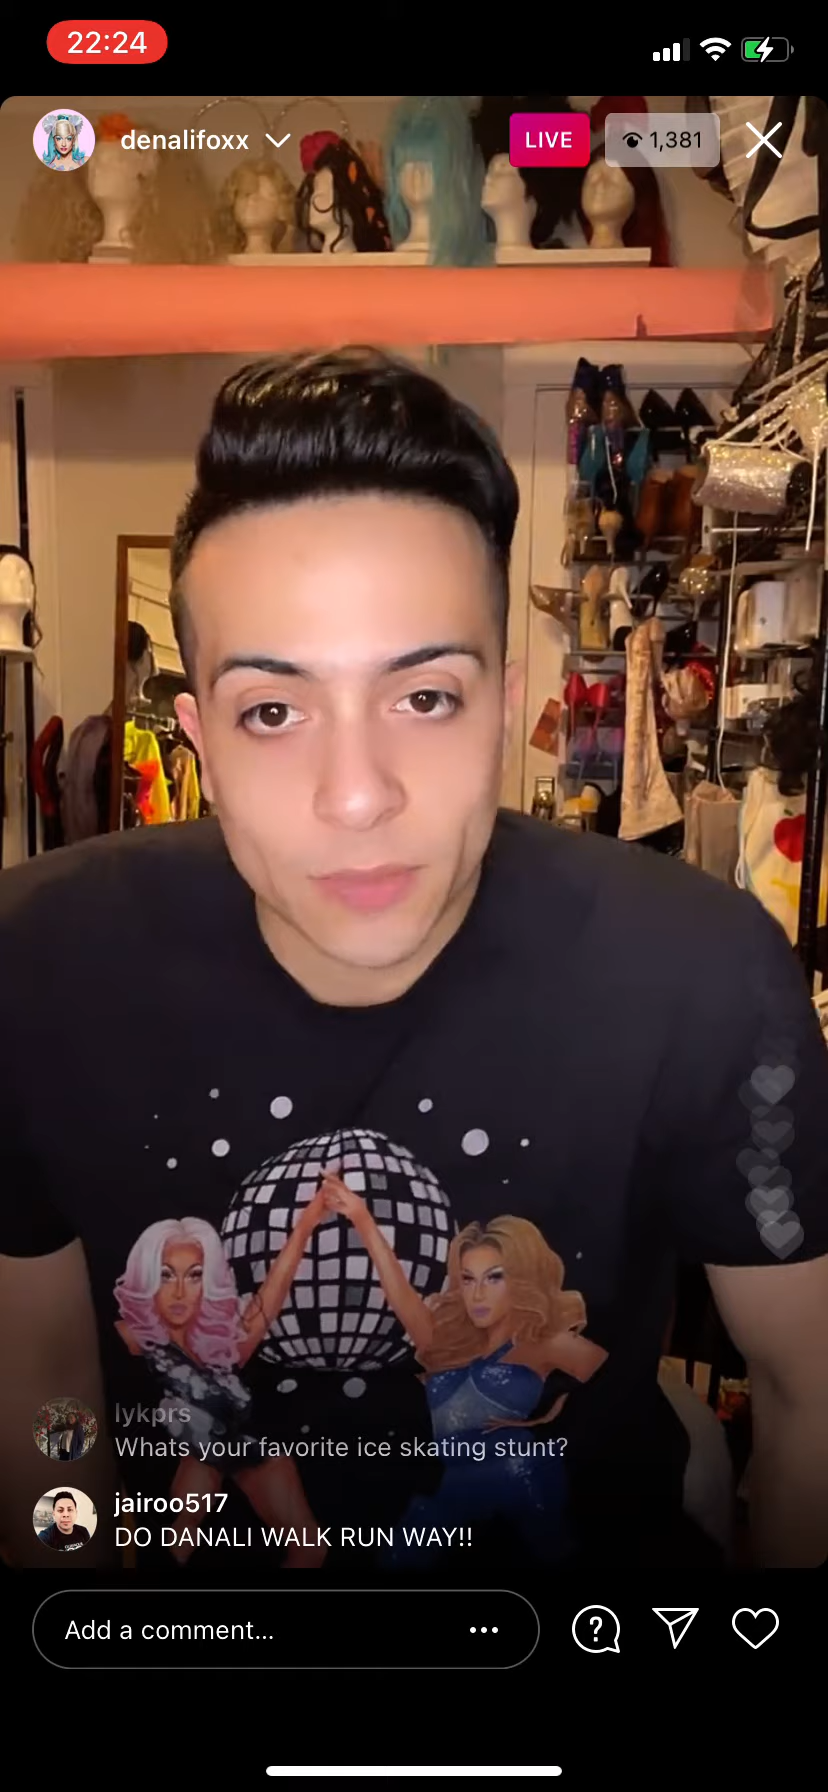 22:24
denalifoxx
LIVE
1,381
lykprs
Whats your favorite ice skating stunt?
jairoo517
DO DANALI WALK RUN WAY!!
Add a comment...